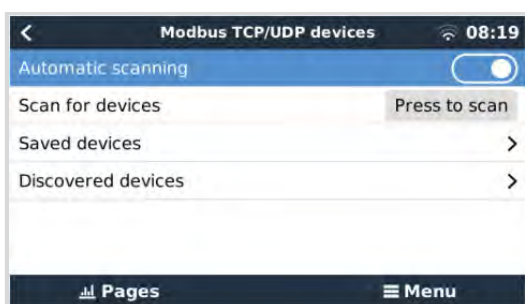 Modbus TCP/UDP devices 08:19
Automatic scanning
Scan for devices Press to scan
Saved devices
Discovered devices
Pages Menu